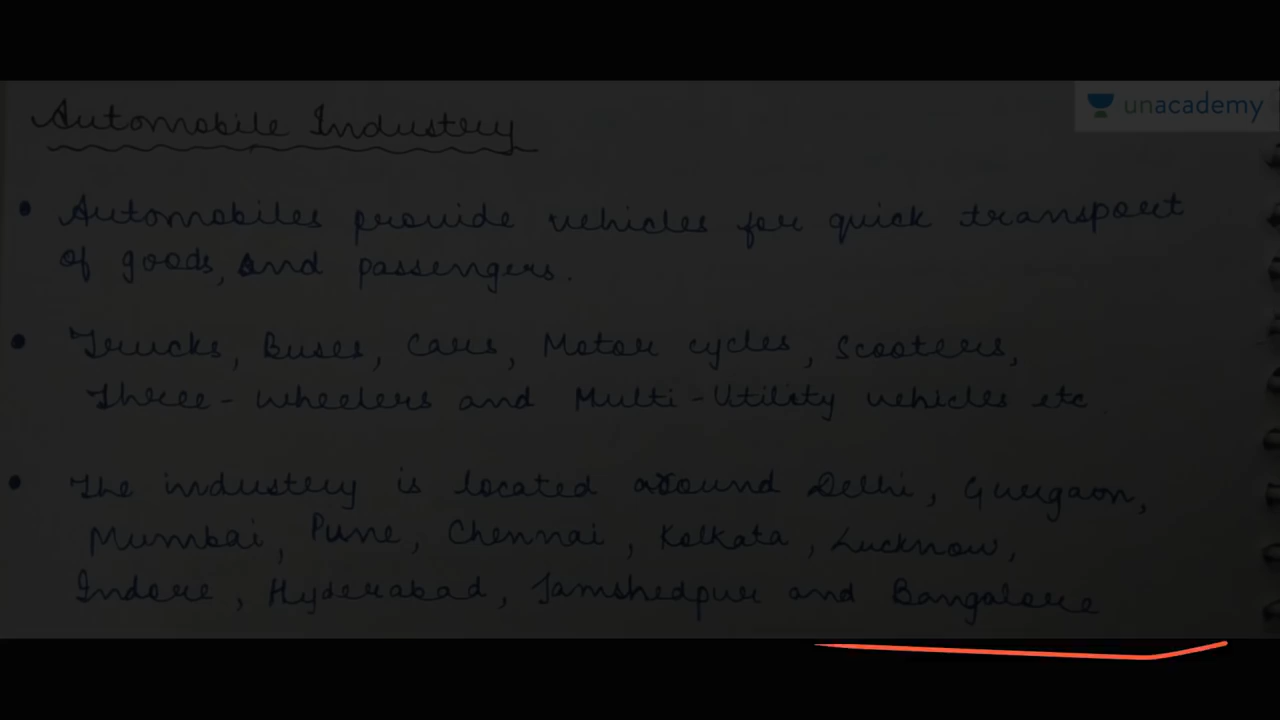 Automobile Industry
unacademy
• Automobiles provide vehicles for quick transport
of goods, and passengers.
• Trucks, Buses, Cars, Motor cycles, Scooters,
Three-wheelers and Multi-Utility vehicles etc
• The industry is located around Delhi, Gurgaon,
Mumbai, Pune, Chennai, Kolkata, Lucknow,
Indore, Hyderabad, Jamshedpur and Bangalore